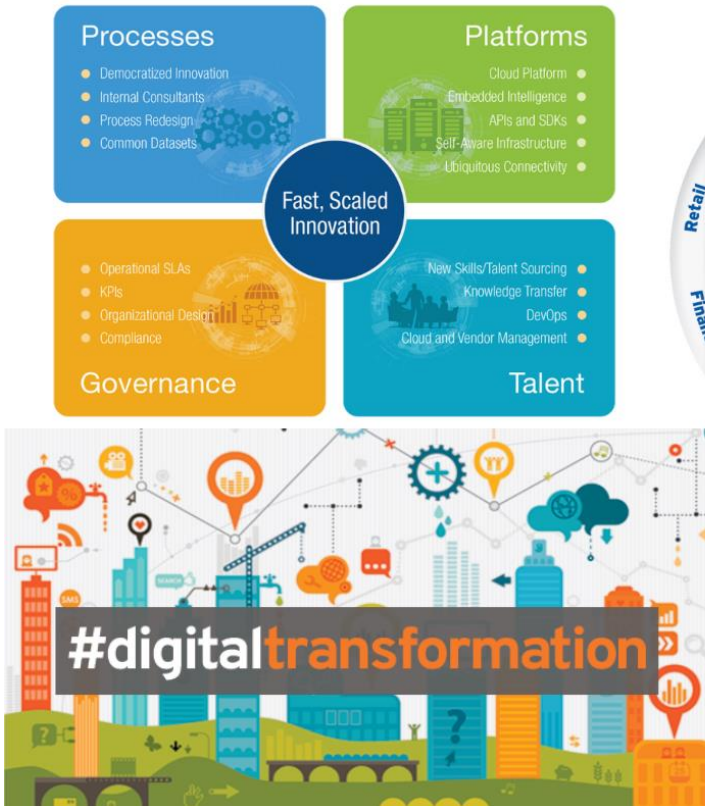 Processes
Democratized Innovation
Internal Consultants
Process Redesign
Common Datasets
Platforms
Cloud Platform
Embedded Intelligence
APIs and SDKs
Self-Aware Infrastructure
Ubiquitous Connectivity
Fast, Scaled
Innovation
Operational SLAs
KPIs
Organizational Design
Compliance
Governance
New Skills/Talent Sourcing
Knowledge Transfer
DevOps
Cloud and Vendor Management
Talent
Retail
SMS
SEARCH
#digitaltransformation
?
?